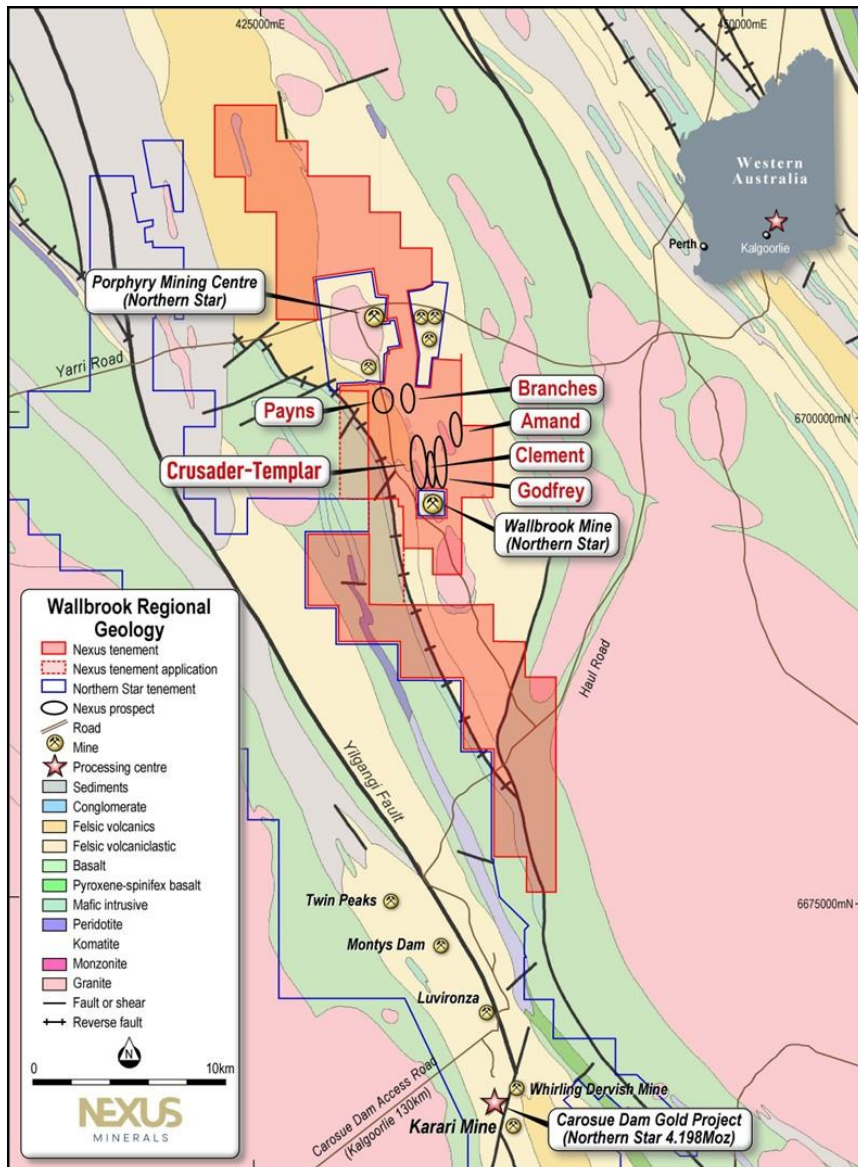 425000mE
450000mE
Western
Australia
Perth
Kalgoorlie
Porphyry Mining Centre
(Northern Star)
Yarri Road
Branches
Payns
6700000mN
Amand
Clement
Crusader-Templar
Godfrey
Wallbrook Mine
(Northern Star)
Haul Road
Yilgangi Fault
Wallbrook Regional
Geology
Nexus tenement
Nexus tenement application
Northern Star tenement
Nexus prospect
Road
Mine
Processing centre
Sediments
Conglomerate
Felsic volcanics
Felsic volcaniclastic
Basalt
Pyroxene-spinifex basalt
Mafic intrusive
Peridotite
Komatite
Monzonite
Granite
Fault or shear
Reverse fault
N
0 10km
NEXUS
MINERALS
6675000mN
Twin Peaks
Montys Dam
Luvironza
Carosue Dam Access Road
(Kalgoorlie 130km)
Whirling Dervish Mine
Karari Mine
Carosue Dam Gold Project
(Northern Star 4.198Moz)